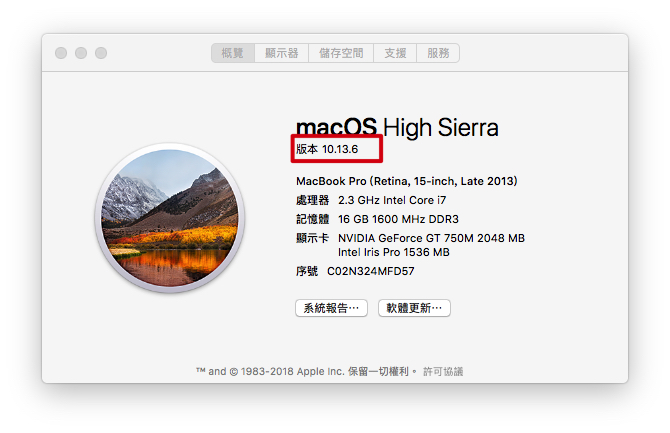 概覽 顯示器 儲存空間 支援 服務
macOS High Sierra
版本 10.13.6
MacBook Pro (Retina, 15-inch, Late 2013)
處理器 2.3 GHz Intel Core i7
記憶體 16 GB 1600 MHz DDR3
顯示卡 NVIDIA GeForce GT 750M 2048 MB
Intel Iris Pro 1536 MB
序號 C02N324MFD57
系統報告⋯ 軟體更新⋯
™ and © 1983-2018 Apple Inc. 保留一切權利。 許可協議